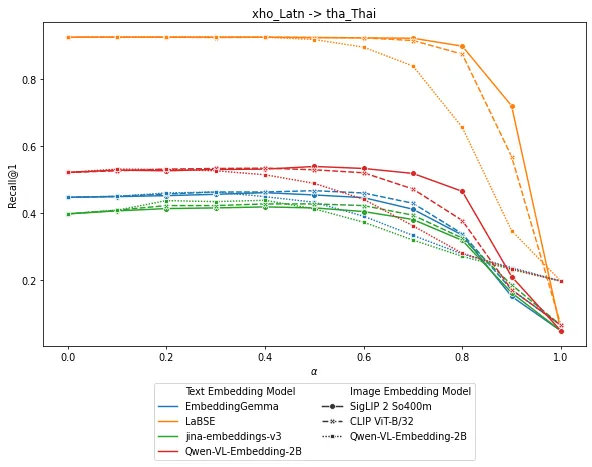 xho_Latn -> tha_Thai
Recall@1
0.8
0.6
0.4
0.2
0.0 0.2 0.4 0.6 0.8 1.0
α
Text Embedding Model
EmbeddingGemma
LaBSE
jina-embeddings-v3
Qwen-VL-Embedding-2B
Image Embedding Model
SigLIP 2 So400m
CLIP ViT-B/32
Qwen-VL-Embedding-2B